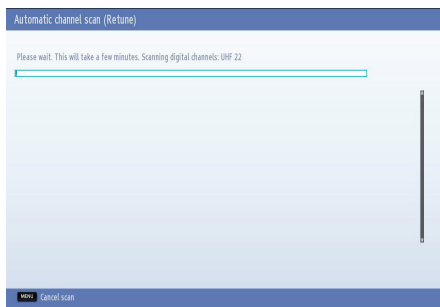 Automatic channel scan (Retune)
Please wait. This will take a few minutes. Scanning digital channels: UHF 22
MENU Cancel scan